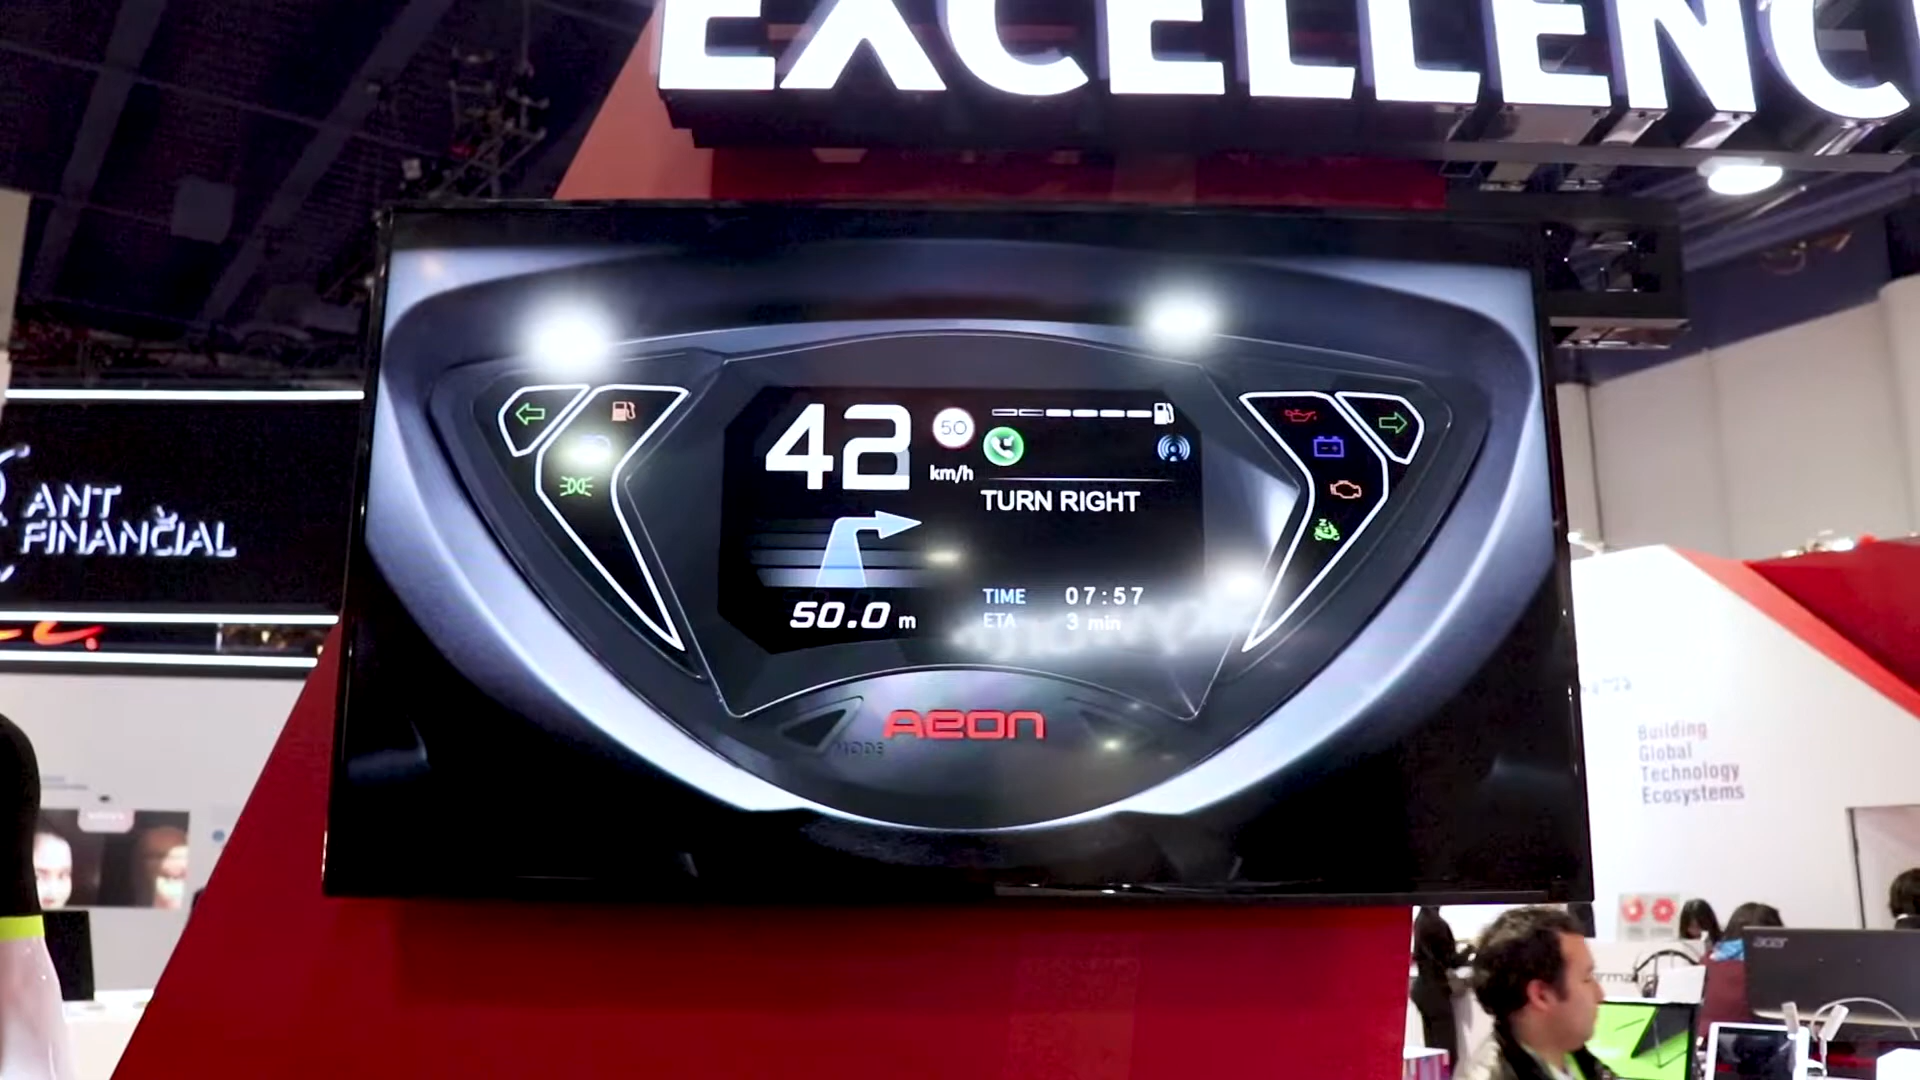 EXCELLENC
ANT
FINANCIAL
42
50
km/h
TURN RIGHT
50.0 m
TIME 07:57
ETA 3 min
MODE
AEON
Building
Global
Technology
Ecosystems
acer